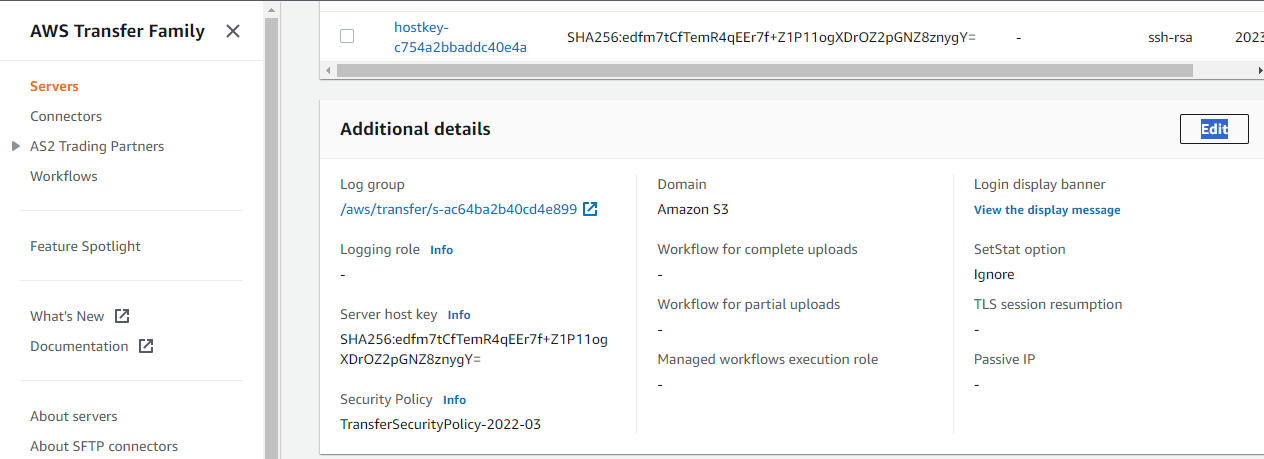 AWS Transfer Family
Servers
Connectors
AS2 Trading Partners
Workflows
Feature Spotlight
What's New
Documentation
About servers
About SFTP connectors
hostkey-
c754a2bbaddc40e4a
SHA256:edfm7tCfTemR4qEEr7f+Z1P11ogXDrOZ2pGNZ8znygY=
-
ssh-rsa
2023
Additional details
Edit
Log group
/aws/transfer/s-ac64ba2b40cd4e899
Logging role Info
-
Server host key Info
SHA256:edfm7tCfTemR4qEEr7f+Z1P11og
XDrOZ2pGNZ8znygY=
Security Policy Info
TransferSecurityPolicy-2022-03
Domain
Amazon S3
Workflow for complete uploads
-
Workflow for partial uploads
-
Managed workflows execution role
-
Login display banner
View the display message
SetStat option
Ignore
TLS session resumption
-
Passive IP
-